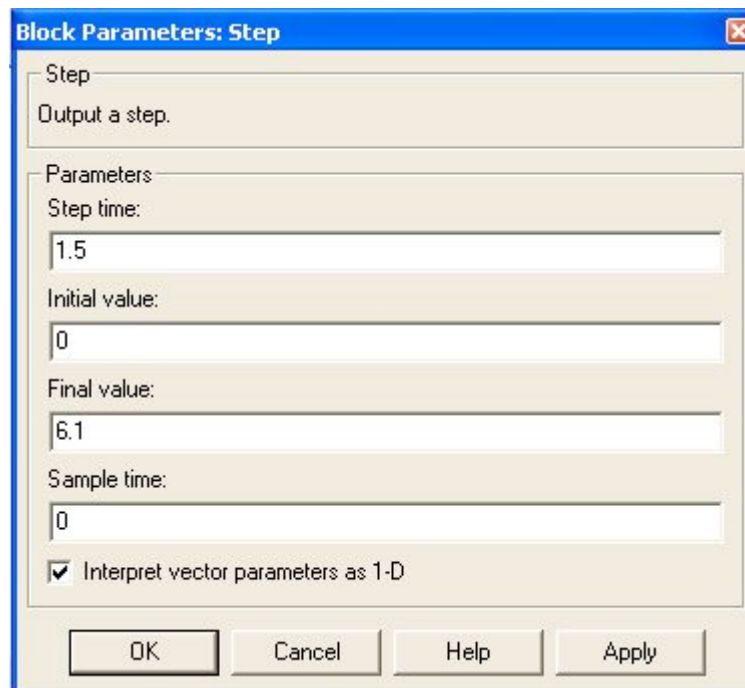 Block Parameters: Step
Step
Output a step.
Parameters
Step time:
1.5
Initial value:
0
Final value:
6.1
Sample time:
0
Interpret vector parameters as 1-D
OK Cancel Help Apply